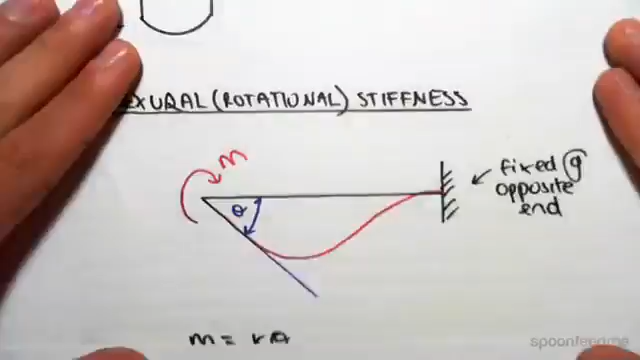 EXURAL (ROTATIONAL) STIFFNESS
M
fixed @
opposite
end
θ
M = kθ
spoonfeedme